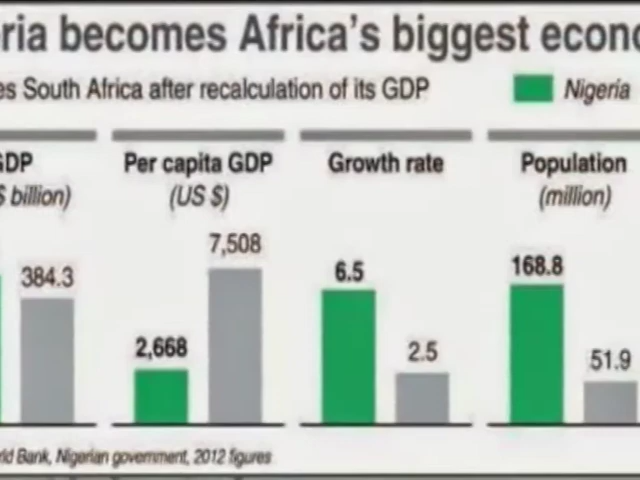 ria becomes Africa's biggest econo
es South Africa after recalculation of its GDP
Nigeria
GDP
Per capita GDP
Growth rate
Population
$ billion)
(US $)
(million)
384.3
2,668
7,508
6.5
2.5
168.8
51.9
rld Bank, Nigerian government, 2012 figures